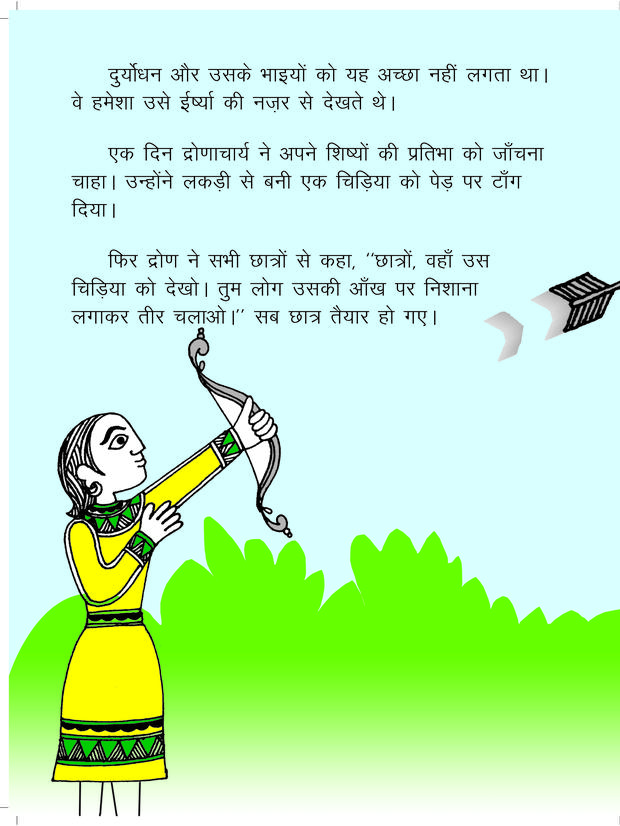 दुर्योधन और उसके भाइयों को यह अच्छा नहीं लगता था।
वे हमेशा उसे ईर्ष्या की नज़र से देखते थे।
एक दिन द्रोणाचार्य ने अपने शिष्यों की प्रतिभा को जाँचना
चाहा। उन्होंने लकड़ी से बनी एक चिड़िया को पेड़ पर टाँग
दिया।
फिर द्रोण ने सभी छात्रों से कहा, “छात्रों, वहाँ उस
चिड़िया को देखो। तुम लोग उसकी आँख पर निशाना
लगाकर तीर चलाओ।” सब छात्र तैयार हो गए।